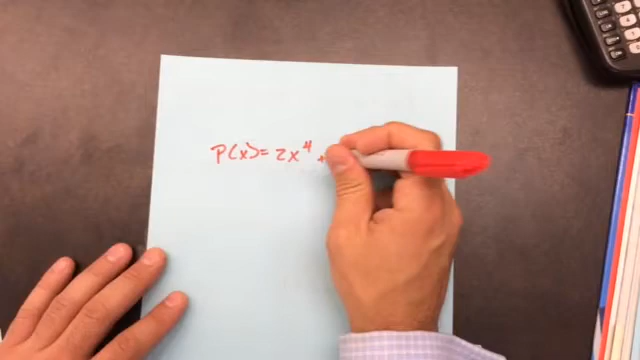 P(x)= 2x⁴ +